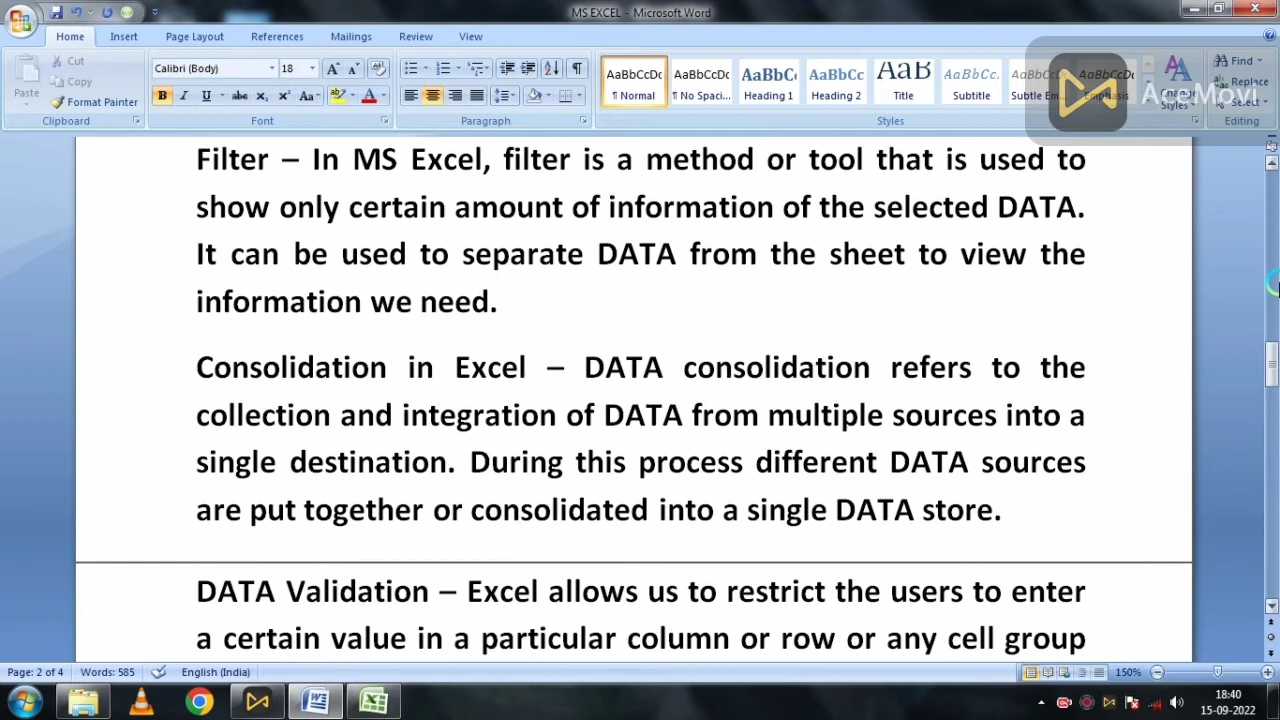 MS EXCEL - Microsoft Word
Home Insert Page Layout References Mailings Review View
Cut
Copy
Paste
Format Painter
Clipboard
Calibri (Body) 18
Font
Paragraph
AaBbCcDc AaBbCcDc AaBbC( AaBbCc AaB AaBbCc. AaBbCcDc AaBbCcDc
¶ Normal ¶ No Spaci... Heading 1 Heading 2 Title Subtitle Subtle Em... Emphasis
Change Styles
Styles
Find
Replace
Select
Editing
AceMovi
Filter – In MS Excel, filter is a method or tool that is used to
show only certain amount of information of the selected DATA.
It can be used to separate DATA from the sheet to view the
information we need.
Consolidation in Excel – DATA consolidation refers to the
collection and integration of DATA from multiple sources into a
single destination. During this process different DATA sources
are put together or consolidated into a single DATA store.
DATA Validation – Excel allows us to restrict the users to enter
a certain value in a particular column or row or any cell group
Page: 2 of 4 Words: 585 English (India) 150%
18:40
15-09-2022